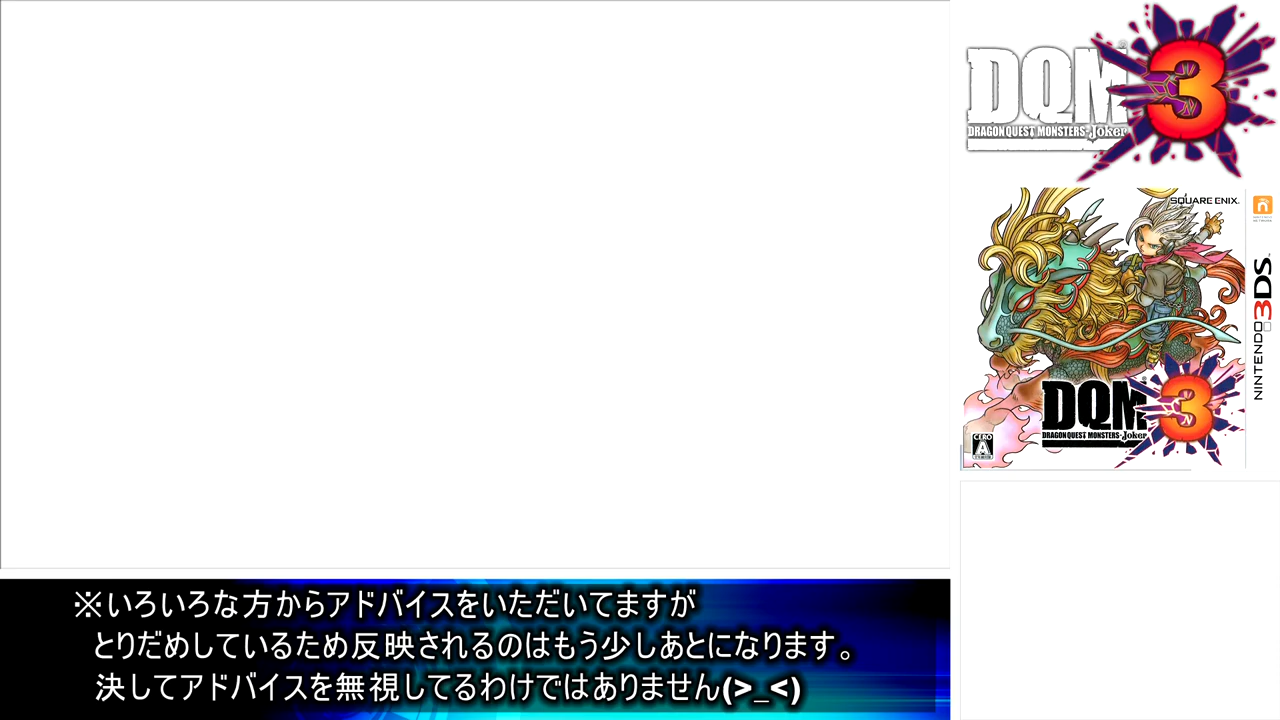 DQM 3
DRAGON QUEST MONSTERS-Joker
SQUARE ENIX.
NINTENDO 3DS
DQM 3
DRAGON QUEST MONSTERS-Joker
CERO
A
※いろいろな方からアドバイスをいただいてますが
とりだめしているため反映されるのはもう少しあとになります。
決してアドバイスを無視してるわけではありません(>_<)